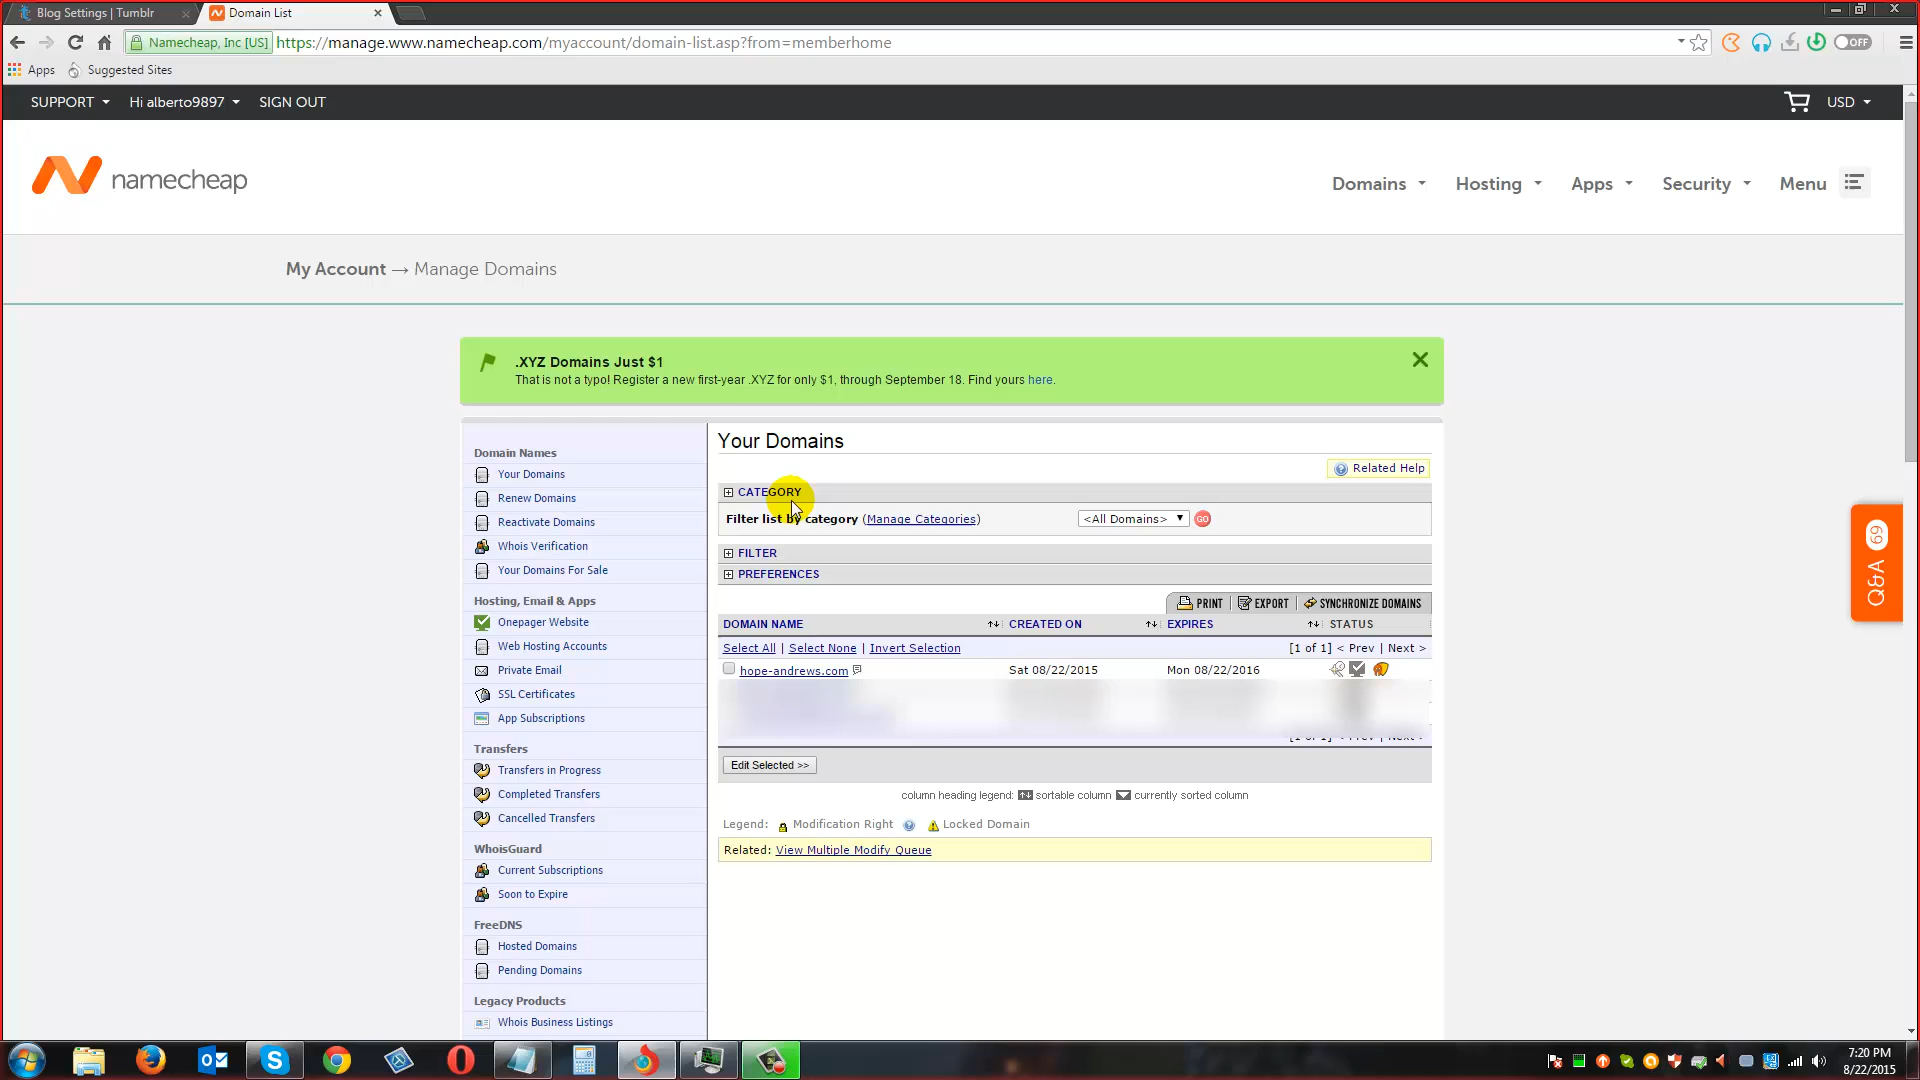 Blog Settings | Tumblr
Domain List
Namecheap, Inc [US]
https://manage.www.namecheap.com/myaccount/domain-list.asp?from=memberhome
OFF
Apps
Suggested Sites
SUPPORT
Hi alberto9897
SIGN OUT
USD
namecheap
Domains
Hosting
Apps
Security
Menu
My Account → Manage Domains
.XYZ Domains Just $1
That is not a typo! Register a new first-year .XYZ for only $1, through September 18. Find yours here.
Domain Names
Your Domains
Renew Domains
Reactivate Domains
Whois Verification
Your Domains For Sale
Hosting, Email & Apps
Onepager Website
Web Hosting Accounts
Private Email
SSL Certificates
App Subscriptions
Transfers
Transfers in Progress
Completed Transfers
Cancelled Transfers
WhoisGuard
Current Subscriptions
Soon to Expire
FreeDNS
Hosted Domains
Pending Domains
Legacy Products
Whois Business Listings
Your Domains
Related Help
CATEGORY
Filter list by category (Manage Categories)
<All Domains>
GO
FILTER
PREFERENCES
PRINT
EXPORT
SYNCHRONIZE DOMAINS
DOMAIN NAME
CREATED ON
EXPIRES
STATUS
Select All | Select None | Invert Selection
[1 of 1] < Prev | Next >
hope-andrews.com
Sat 08/22/2015
Mon 08/22/2016
[1 of 1] < Prev | Next >
Edit Selected >>
column heading legend: sortable column currently sorted column
Legend: Modification Right Locked Domain
Related: View Multiple Modify Queue
Q&A 69
7:20 PM
8/22/2015